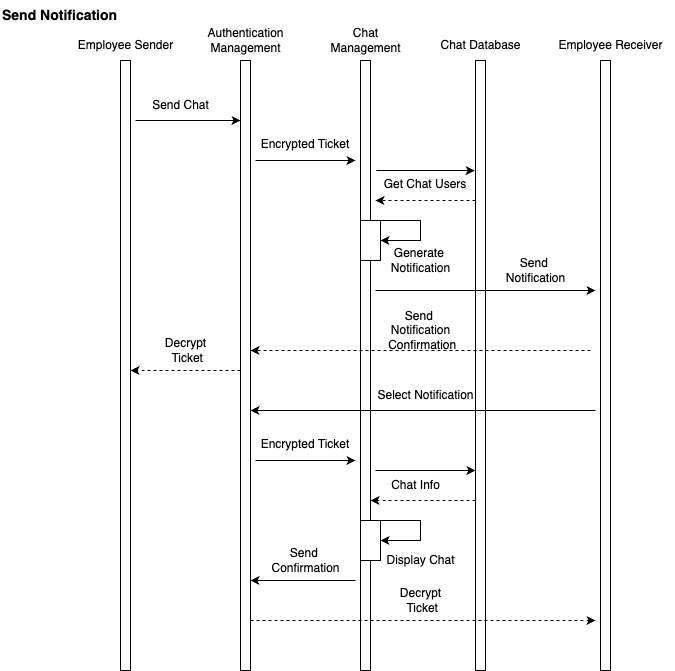 Send Notification
Employee Sender
Authentication
Management
Chat
Management
Chat Database
Employee Receiver
Send Chat
Encrypted Ticket
Get Chat Users
Generate
Notification
Send
Notification
Send
Notification
Confirmation
Decrypt
Ticket
Select Notification
Encrypted Ticket
Chat Info
Display Chat
Send
Confirmation
Decrypt
Ticket